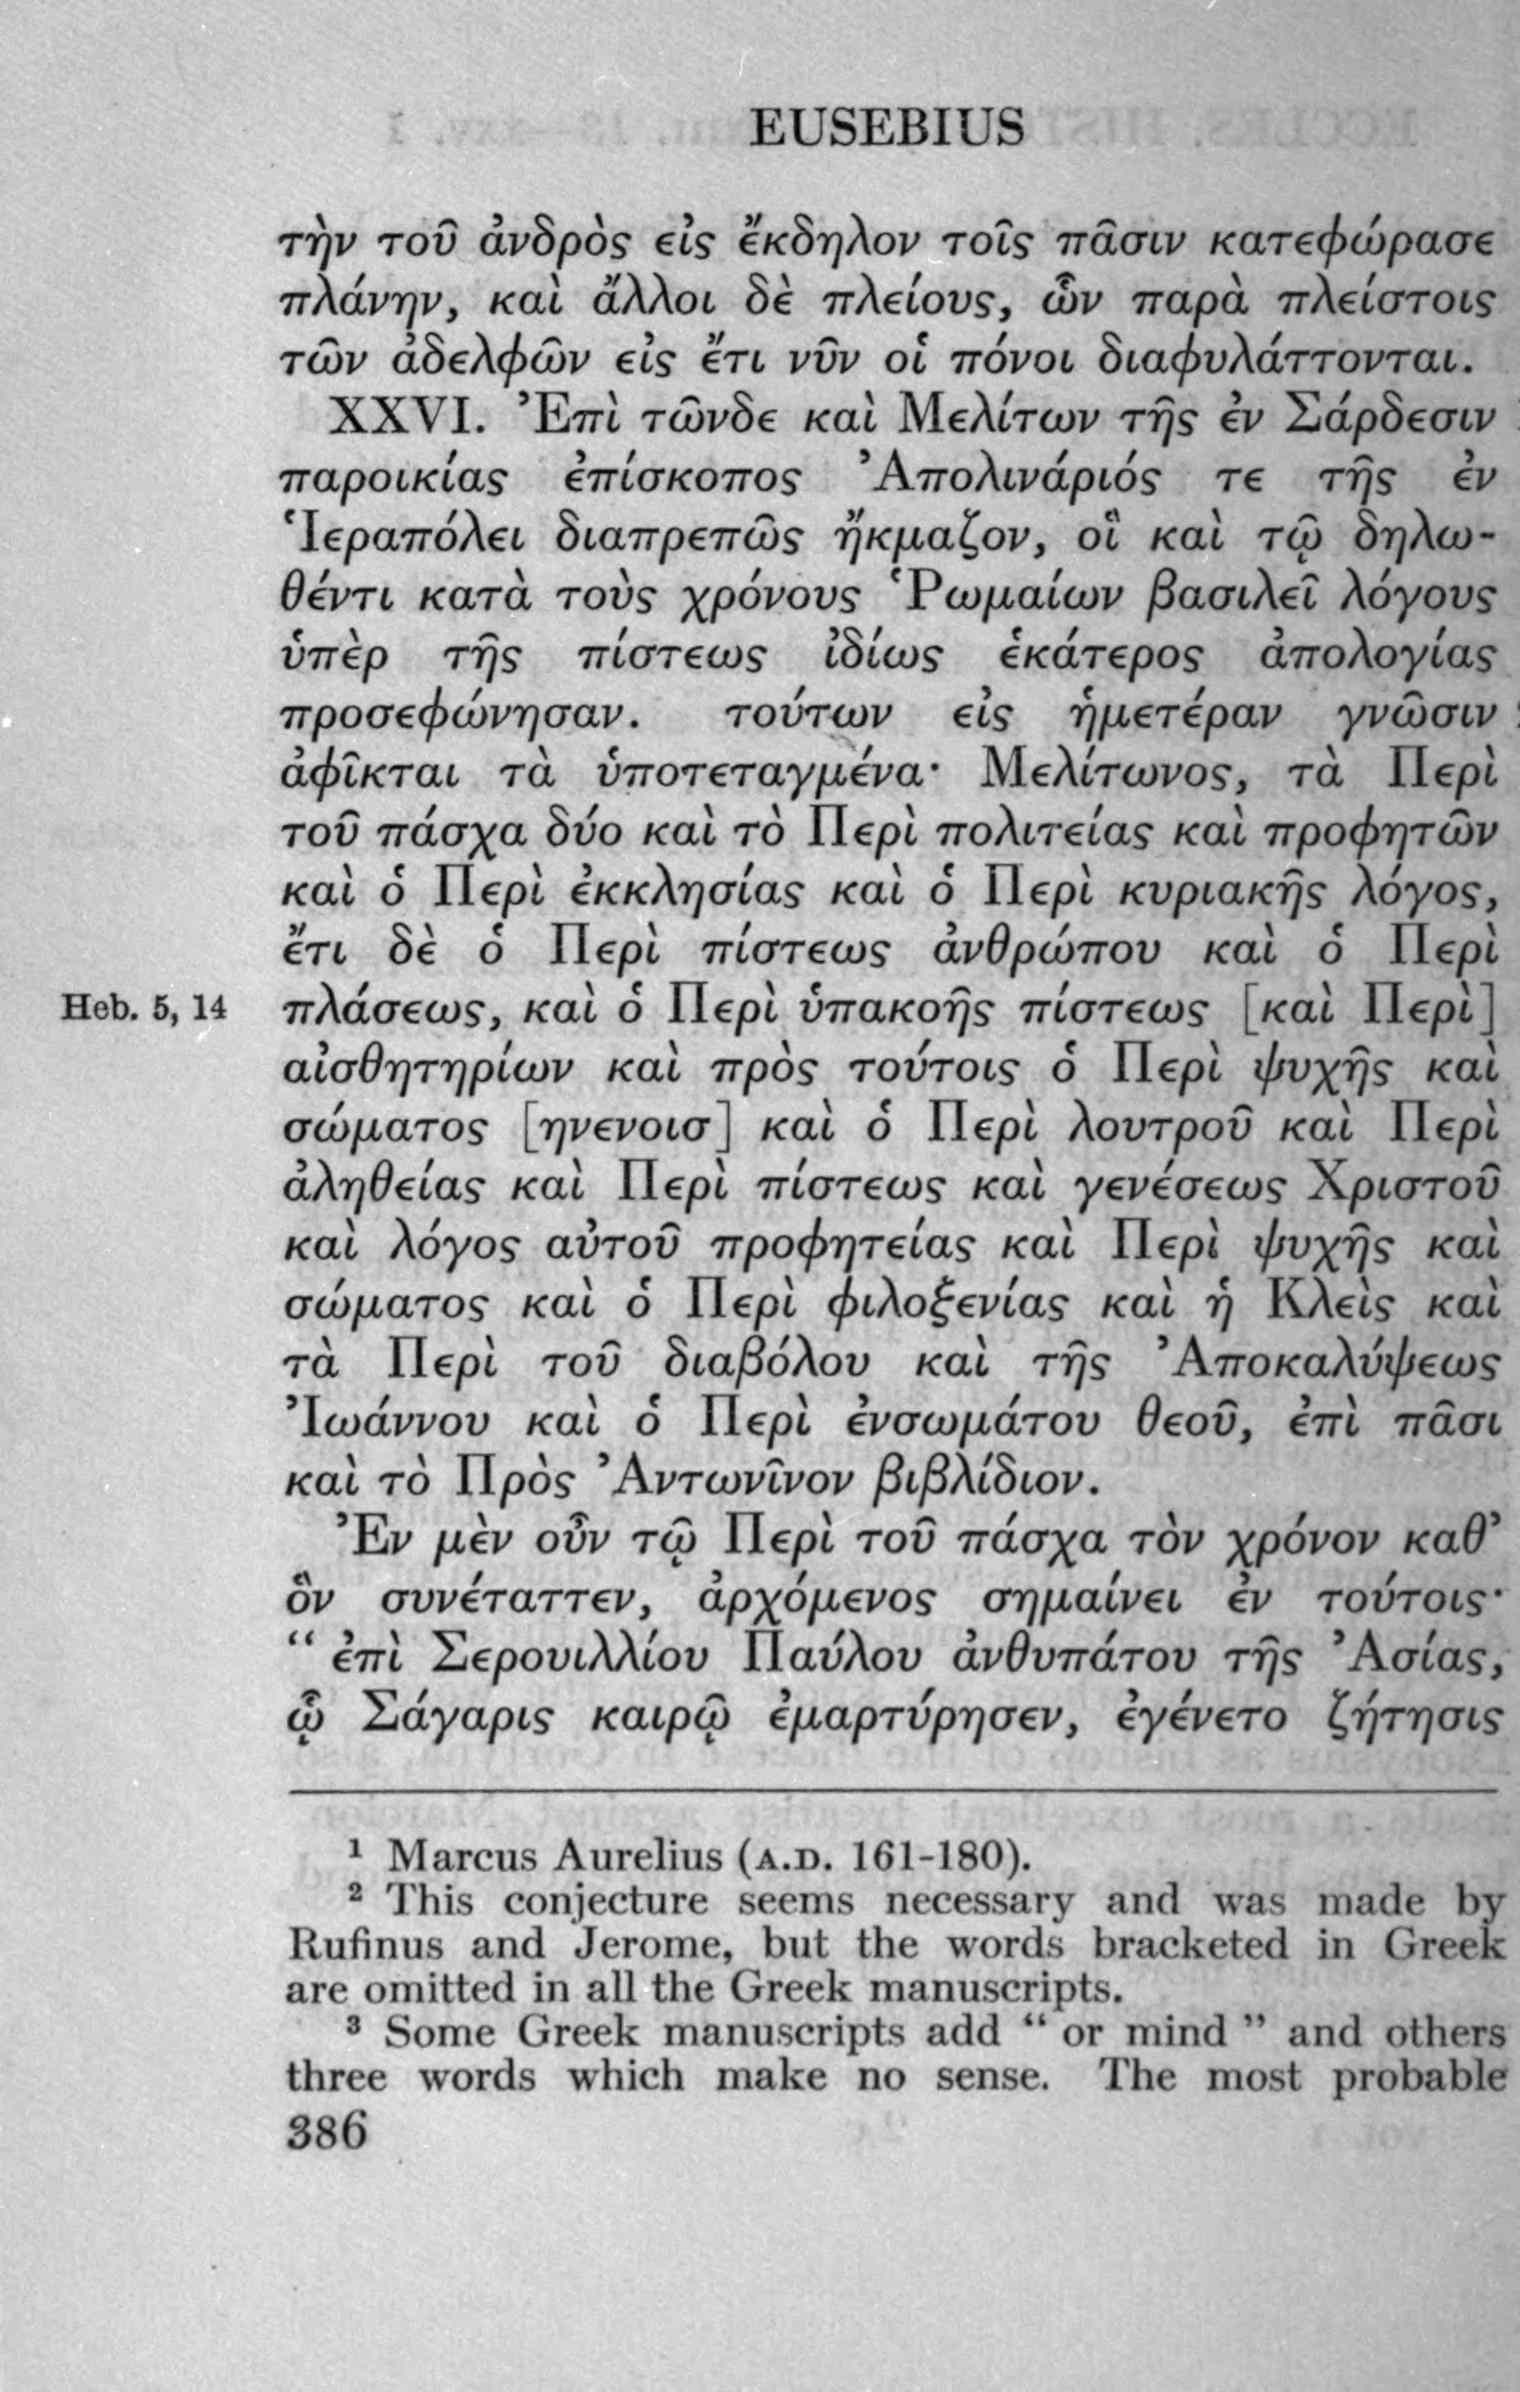 EUSEBIUS
τὴν τοῦ ἀνδρὸς εἰς ἔκδηλον τοῖς πᾶσιν κατεφώρασε
πλάνην, καὶ ἄλλοι δὲ πλείους, ὧν παρὰ πλείστοις
τῶν ἀδελφῶν εἰς ἔτι νῦν οἱ πόνοι διαφυλάττονται.
XXVI. Ἐπὶ τῶνδε καὶ Μελίτων τῆς ἐν Σάρδεσιν
παροικίας ἐπίσκοπος Ἀπολινάριός τε τῆς ἐν
Ἱεραπόλει διαπρεπῶς ἤκμαζον, οἳ καὶ τῷ δηλω-
θέντι κατὰ τοὺς χρόνους Ῥωμαίων βασιλεῖ λόγους
ὑπὲρ τῆς πίστεως ἰδίως ἑκάτερος ἀπολογίας
προσεφώνησαν. τούτων εἰς ἡμετέραν γνῶσιν
ἀφῖκται τὰ ὑποτεταγμένα· Μελίτωνος, τὰ Περὶ
τοῦ πάσχα δύο καὶ τὸ Περὶ πολιτείας καὶ προφητῶν
καὶ ὁ Περὶ ἐκκλησίας καὶ ὁ Περὶ κυριακῆς λόγος,
ἔτι δὲ ὁ Περὶ πίστεως ἀνθρώπου καὶ ὁ Περὶ
Heb. 5, 14 πλάσεως, καὶ ὁ Περὶ ὑπακοῆς πίστεως [καὶ Περὶ]
αἰσθητηρίων καὶ πρὸς τούτοις ὁ Περὶ ψυχῆς καὶ
σώματος [ηνενοισ] καὶ ὁ Περὶ λουτροῦ καὶ Περὶ
ἀληθείας καὶ Περὶ πίστεως καὶ γενέσεως Χριστοῦ
καὶ λόγος αὐτοῦ προφητείας καὶ Περὶ ψυχῆς καὶ
σώματος καὶ ὁ Περὶ φιλοξενίας καὶ ἡ Κλεὶς καὶ
τὰ Περὶ τοῦ διαβόλου καὶ τῆς Ἀποκαλύψεως
Ἰωάννου καὶ ὁ Περὶ ἐνσωμάτου θεοῦ, ἐπὶ πᾶσι
καὶ τὸ Πρὸς Ἀντωνῖνον βιβλίδιον.
Ἐν μὲν οὖν τῷ Περὶ τοῦ πάσχα τὸν χρόνον καθ’
ὃν συνέταττεν, ἀρχόμενος σημαίνει ἐν τούτοις·
“ ἐπὶ Σερουιλλίου Παύλου ἀνθυπάτου τῆς Ἀσίας,
ᾧ Σάγαρις καιρῷ ἐμαρτύρησεν, ἐγένετο ζήτησις
¹ Marcus Aurelius (A.D. 161-180).
² This conjecture seems necessary and was made by
Rufinus and Jerome, but the words bracketed in Greek
are omitted in all the Greek manuscripts.
³ Some Greek manuscripts add “ or mind ” and others
three words which make no sense. The most probable
386